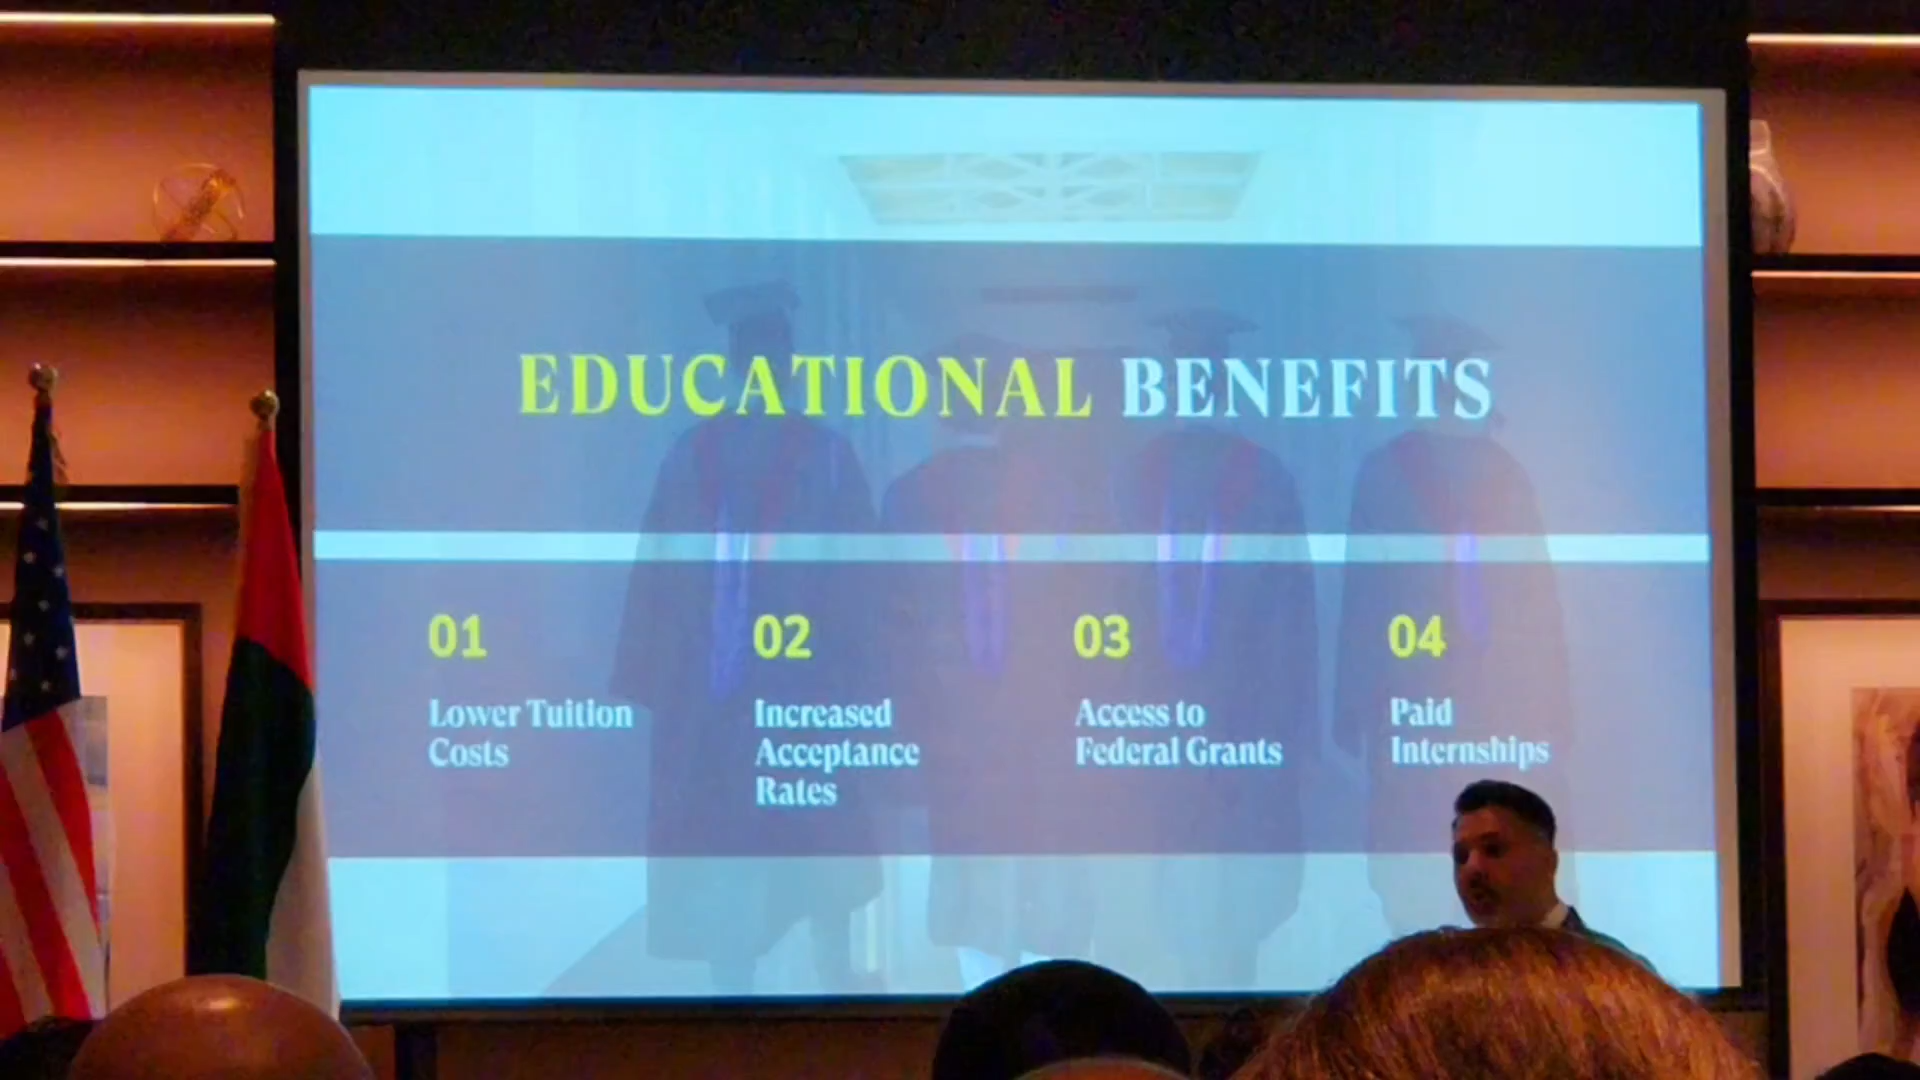 EDUCATIONAL BENEFITS
01
Lower Tuition
Costs
02
Increased
Acceptance
Rates
03
Access to
Federal Grants
04
Paid
Internships